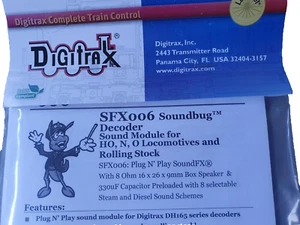 Digitrax Complete Train Control
DIGITRAX
Digitrax, Inc.
2443 Transmitter Road
Panama City, FL USA 32404-3157
www.digitrax.com
SFX006 Soundbug™
Decoder
Sound Module for
HO, N, O Locomotives and
Rolling Stock
SFX006: Plug N' Play SoundFX®
With 8 Ohm 16 x 26 x 9mm Box Speaker &
330uF Capacitor Preloaded with 8 selectable
Steam and Diesel Sound Schemes
Features:
• Plug N' Play sound module for Digitrax DH165 series decoders